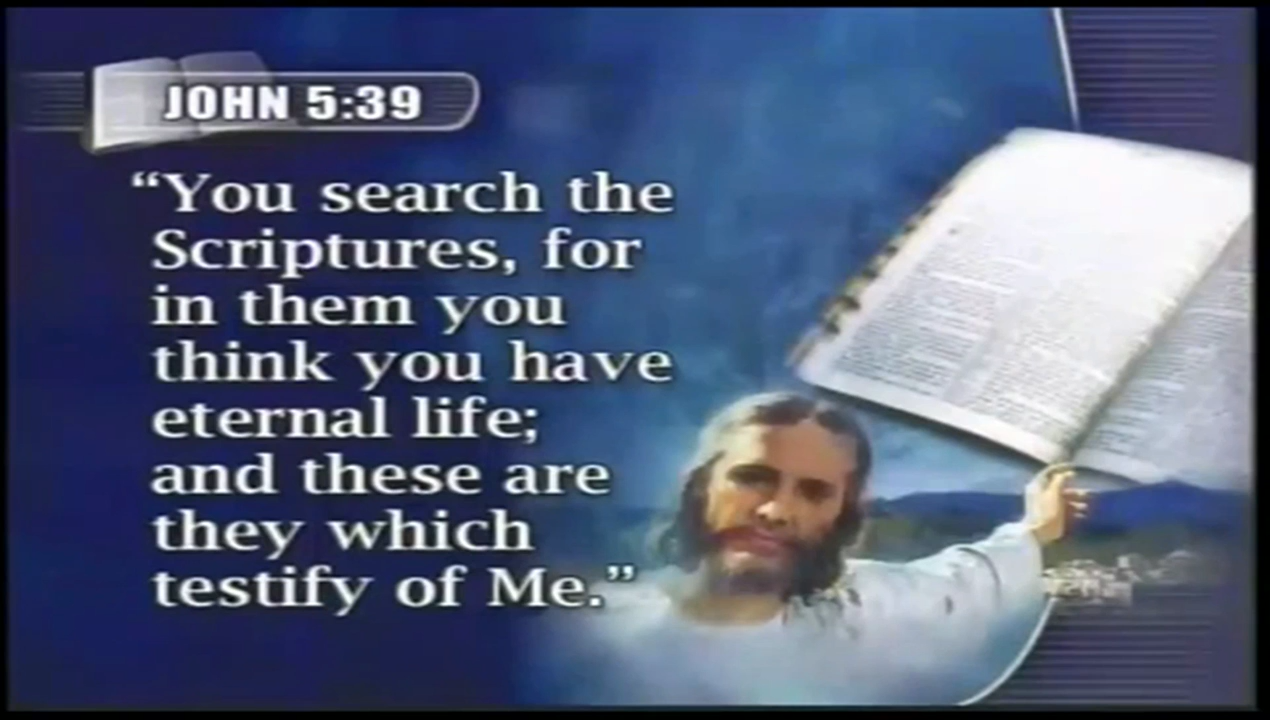 JOHN 5:39
“You search the
Scriptures, for
in them you
think you have
eternal life;
and these are
they which
testify of Me.”